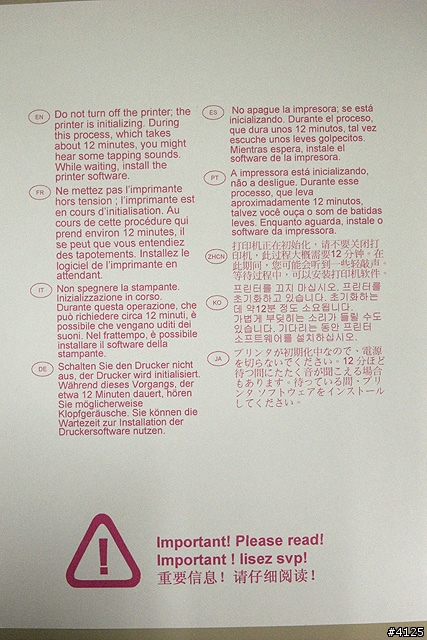 EN
Do not turn off the printer; the
printer is initializing. During
this process, which takes
about 12 minutes, you might
hear some tapping sounds.
While waiting, install the
printer software.
FR
Ne mettez pas l'imprimante
hors tension ; l'imprimante est
en cours d'initialisation. Au
cours de cette procédure qui
prend environ 12 minutes, il
se peut que vous entendiez
des tapotements. Installez le
logiciel de l'imprimante en
attendant.
IT
Non spegnere la stampante.
Inizializzazione in corso.
Durante questa operazione, che
può richiedere circa 12 minuti, è
possibile che vengano uditi dei
suoni. Nel frattempo, è possibile
installare il software della
stampante.
DE
Schalten Sie den Drucker nicht
aus, der Drucker wird initialisiert.
Während dieses Vorgangs, der
etwa 12 Minuten dauert, hören
Sie möglicherweise
Klopfgeräusche. Sie können die
Wartezeit zur Installation der
Druckersoftware nutzen.
ES
No apague la impresora; se está
inicializando. Durante el proceso,
que dura unos 12 minutos, tal vez
escuche unos leves golpecitos.
Mientras espera, instale el
software de la impresora.
PT
A impressora está inicializando,
não a desligue. Durante esse
processo, que leva
aproximadamente 12 minutos,
talvez você ouça o som de batidas
leves. Enquanto aguarda, instale o
software da impressora.
ZHCN
打印机正在初始化，请不要关闭打
印机，此过程大概需要12 分钟。在
此期间，您可能会听到一些轻敲声。
等待过程中，可以安装打印机软件。
KO
프린터를 끄지 마십시오. 프린터를
초기화하고 있습니다. 초기화하는
데 약12분 정도 소요됩니다.
가볍게 부딪히는 소리가 들릴 수도
있습니다. 기다리는 동안 프린터
소프트웨어를 설치하십시오.
JA
プリンタが初期化中なので、電源
を切らないでください。12 分ほど
待つ間にたたく音が聞こえる場合
もあります。待っている間、プリ
ンタ ソフトウェアをインストール
してください。
Important! Please read!
Important ! lisez svp!
重要信息！请仔细阅读！
#4125